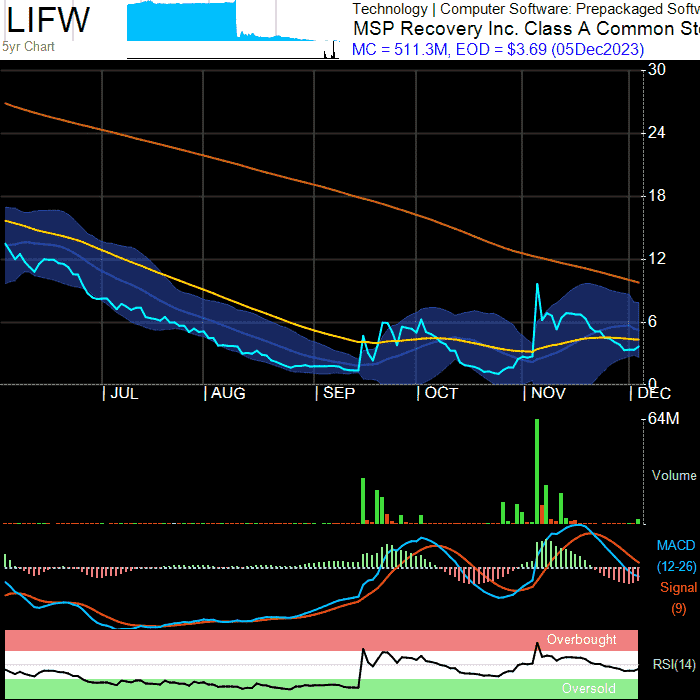 LIFW
5yr Chart
Technology | Computer Software: Prepackaged Softw
MSP Recovery Inc. Class A Common Sto
MC = 511.3M, EOD = $3.69 (05Dec2023)
30
24
18
12
6
0
| JUL | AUG | SEP | OCT | NOV | DEC
64M
Volume
MACD
(12-26)
Signal
(9)
Overbought
RSI(14)
Oversold